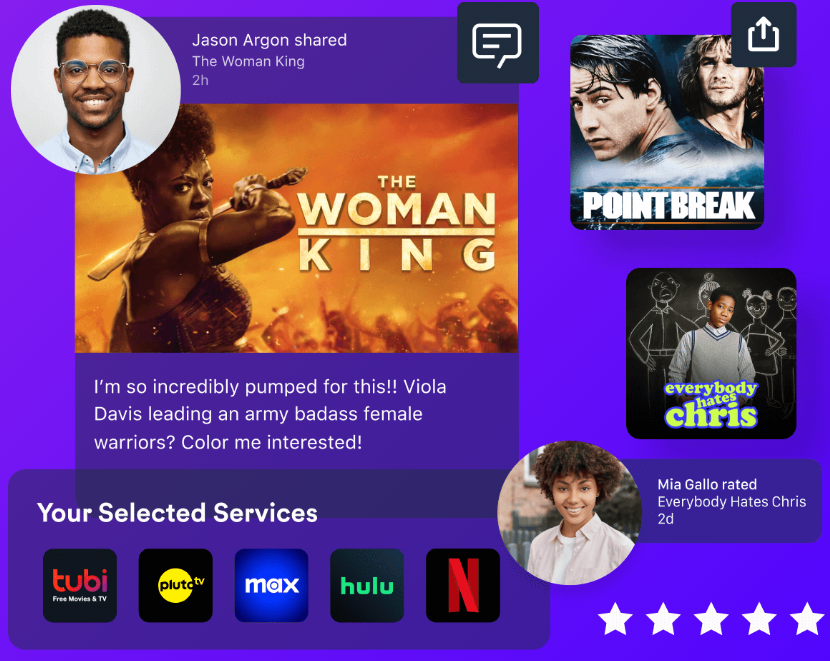 Jason Argon shared
The Woman King
2h
THE
WOMAN
KING
I'm so incredibly pumped for this!! Viola
Davis leading an army badass female
warriors? Color me interested!
POINT BREAK
everybody
hates
chris
Mia Gallo rated
Everybody Hates Chris
2d
Your Selected Services
tubi
Free Movies & TV
pluto tv
max
hulu
N